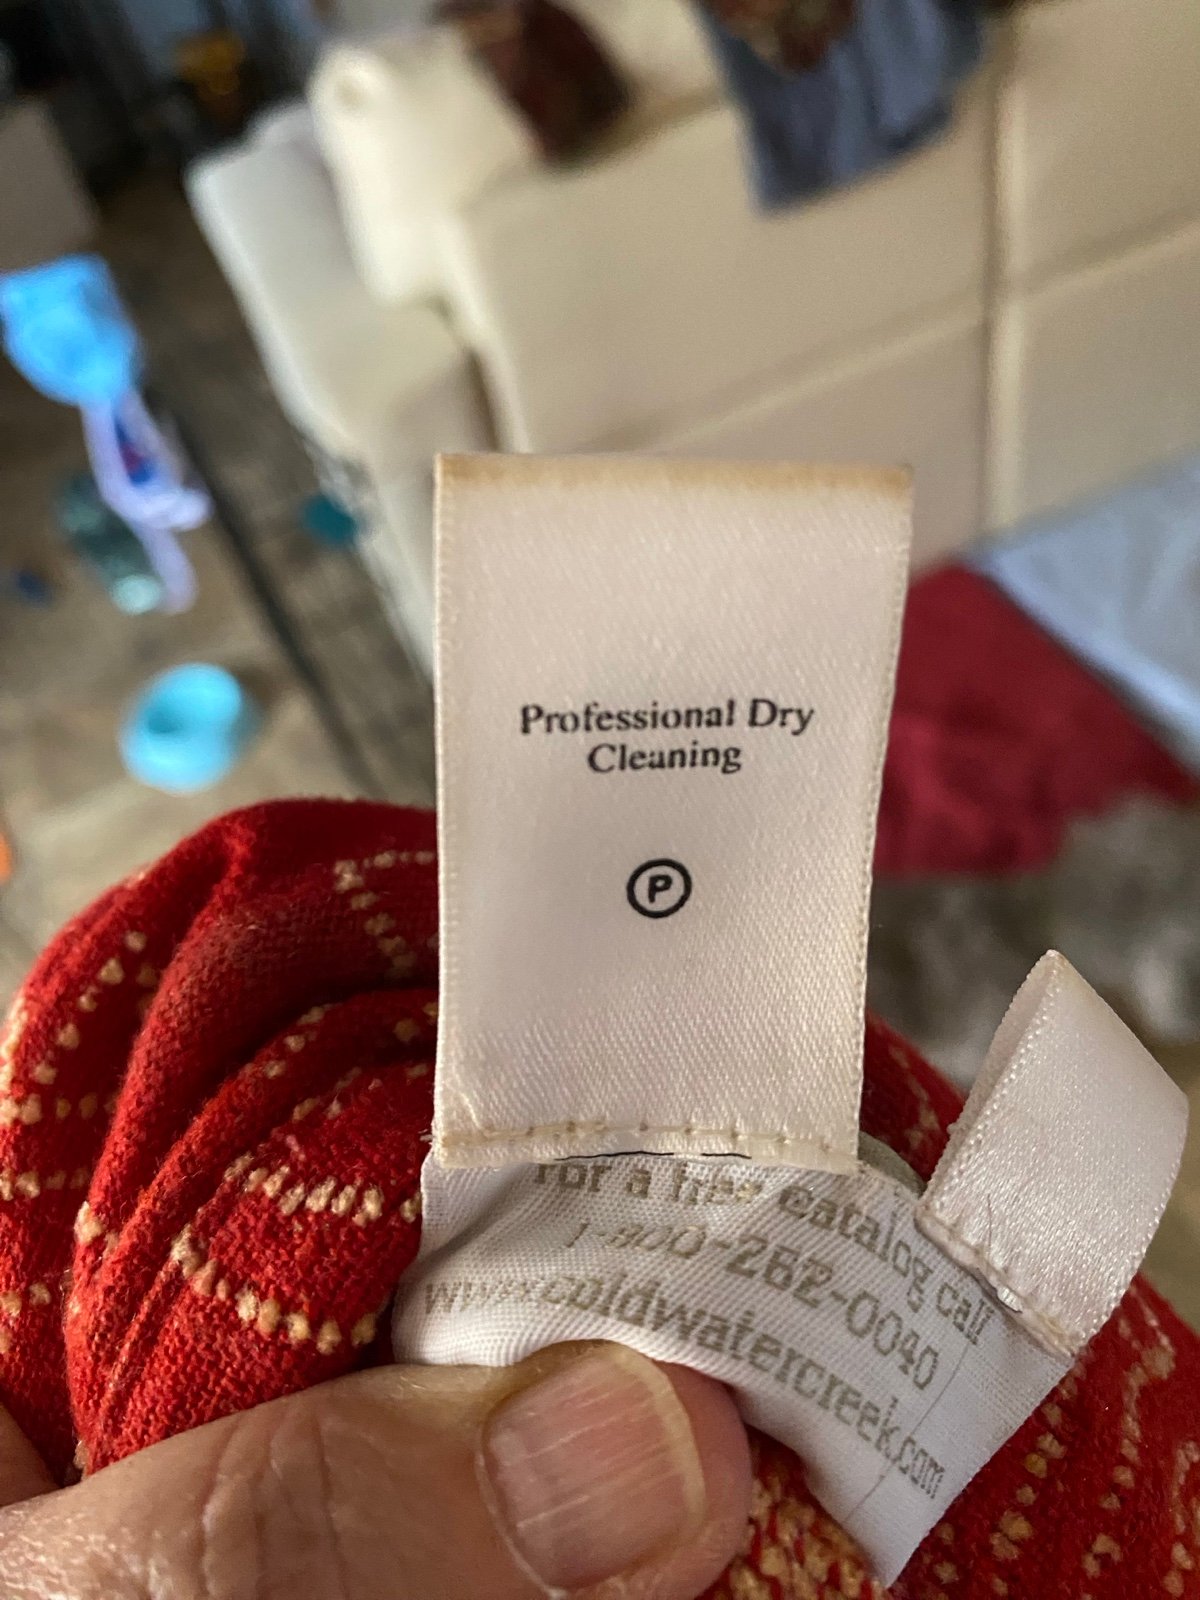 Professional Dry
Cleaning
P
For a free catalog call
1-800-262-0040
www.coldwatercreek.com